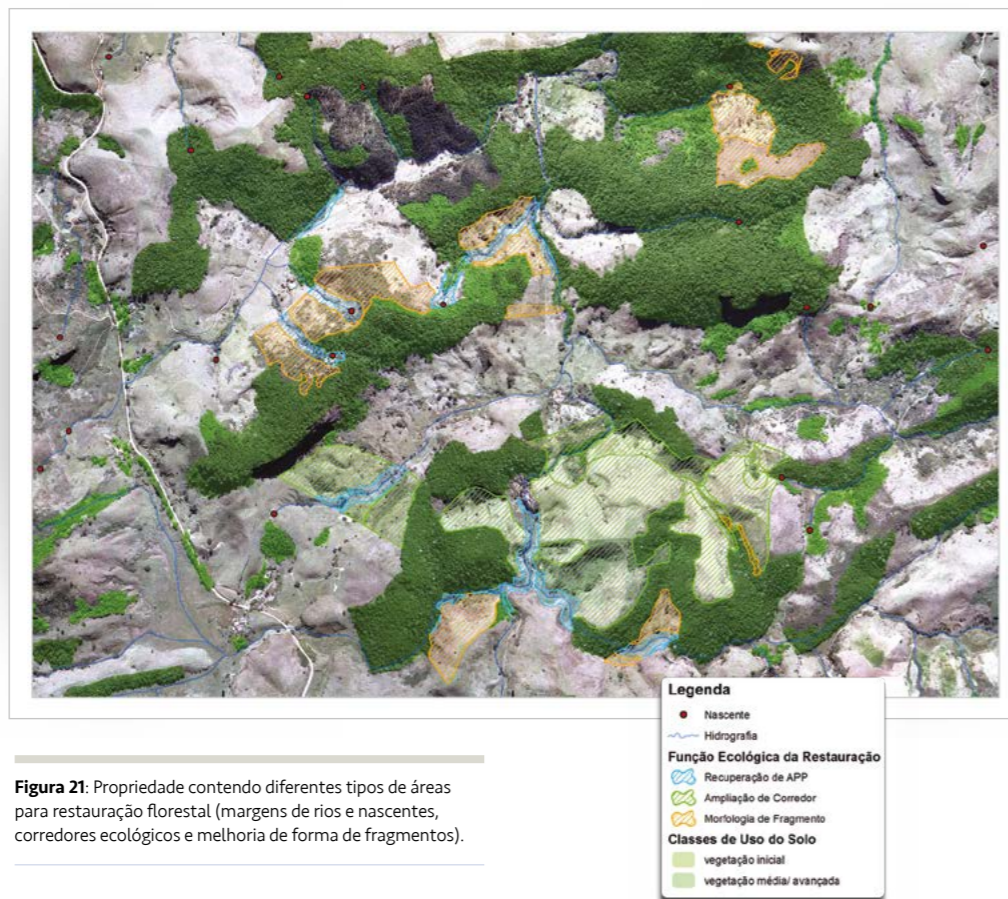 Legenda
Nascente
Hidrografia
Função Ecológica da Restauração
Recuperação de APP
Ampliação de Corredor
Morfologia de Fragmento
Classes de Uso do Solo
vegetação inicial
vegetação média/ avançada
Figura 21: Propriedade contendo diferentes tipos de áreas
para restauração florestal (margens de rios e nascentes,
corredores ecológicos e melhoria de forma de fragmentos).